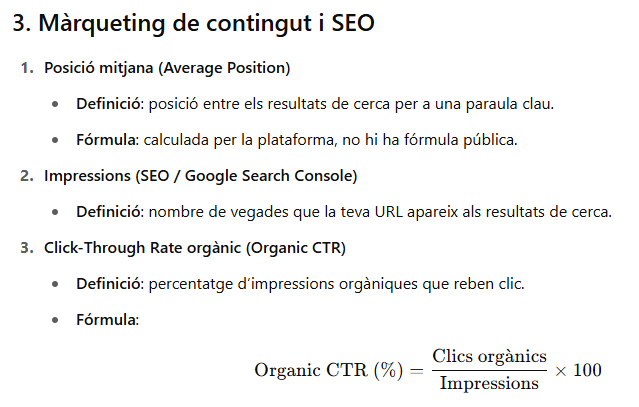 3. Màrqueting de contingut i SEO
1. Posició mitjana (Average Position)
• Definició: posició entre els resultats de cerca per a una paraula clau.
• Fórmula: calculada per la plataforma, no hi ha fórmula pública.
2. Impressions (SEO / Google Search Console)
• Definició: nombre de vegades que la teva URL apareix als resultats de cerca.
3. Click-Through Rate orgànic (Organic CTR)
• Definició: percentatge d’impressions orgàniques que reben clic.
• Fórmula:
Organic CTR (%) = Clics orgànics / Impressions × 100